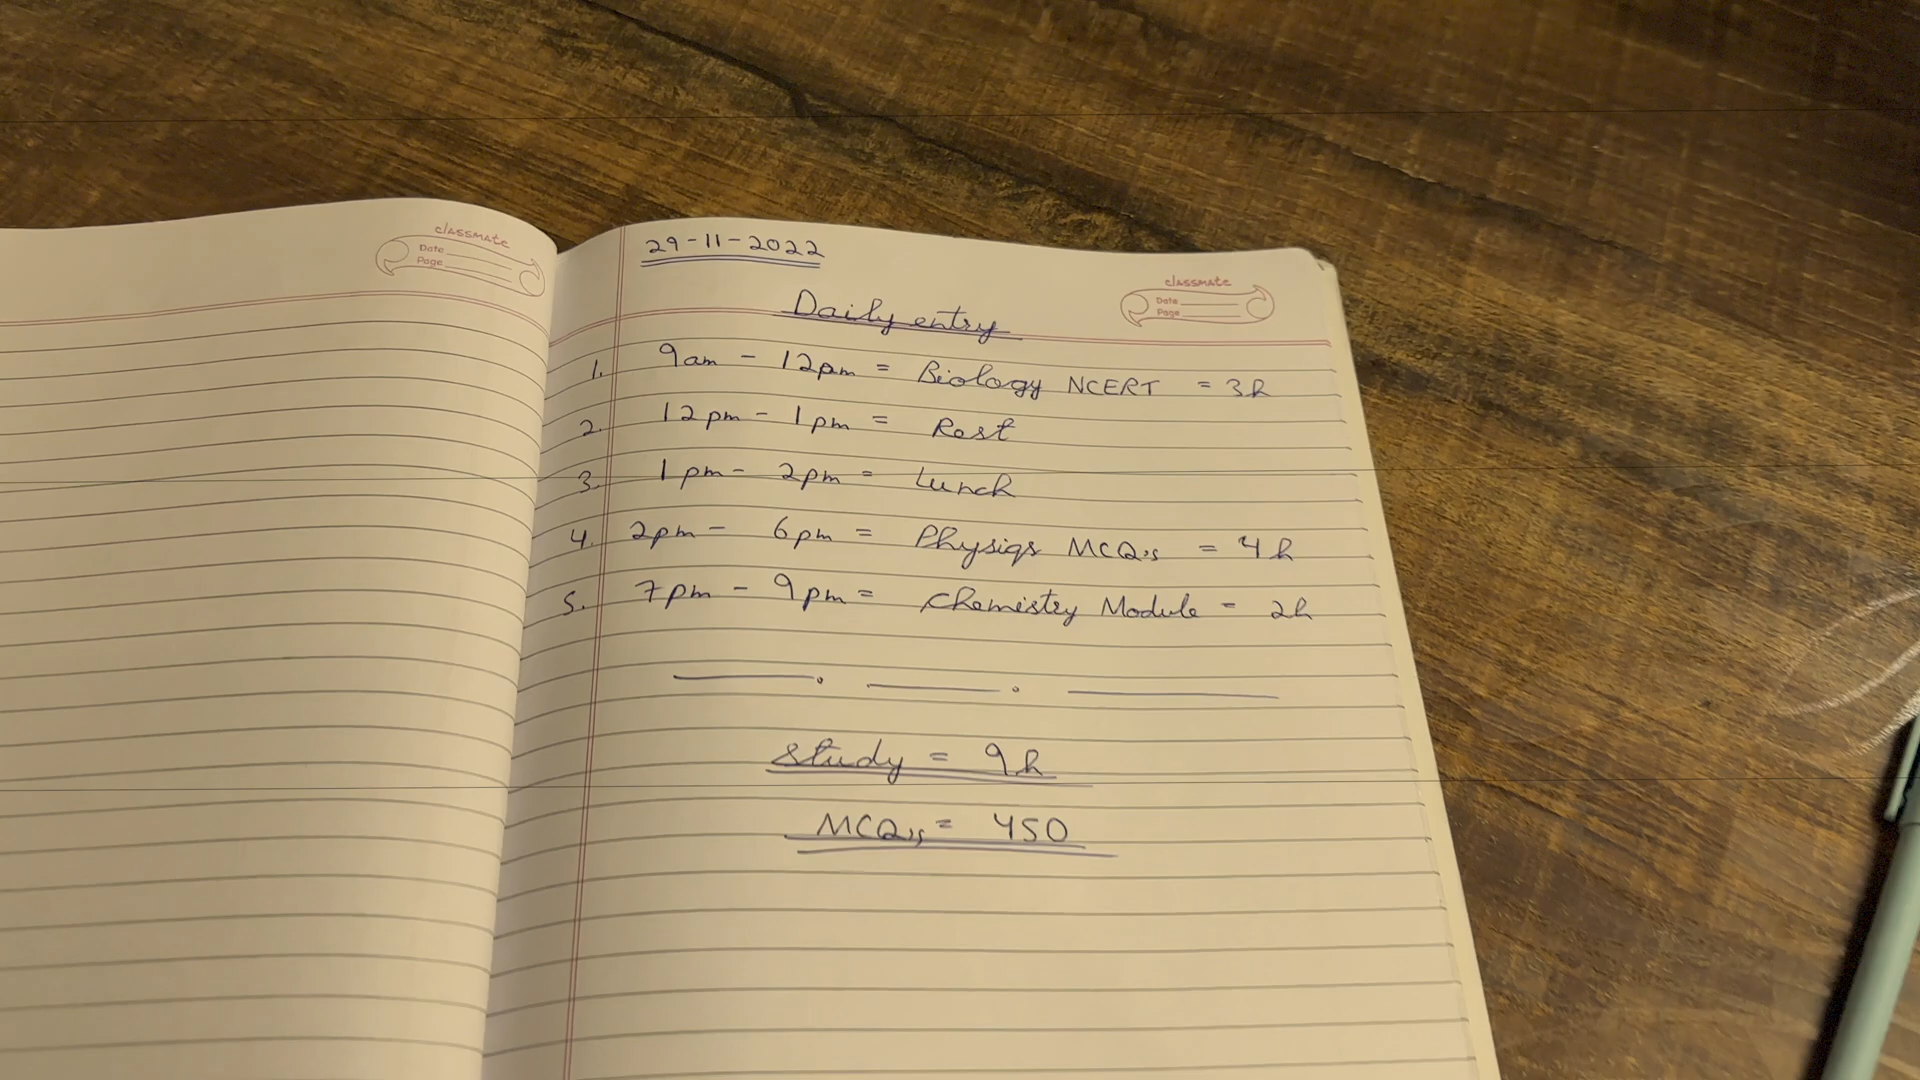 classmate
Date
Page
29-11-2022
classmate
Date
Page
Daily entry
1. 9am - 12pm = Biology NCERT = 3h
2. 12pm - 1pm = Rest
3. 1pm - 2pm = Lunch
4. 2pm - 6pm = Physiqs MCQ's = 4h
5. 7pm - 9pm = Chemistry Module = 2h
Study = 9h
MCQ's = 450